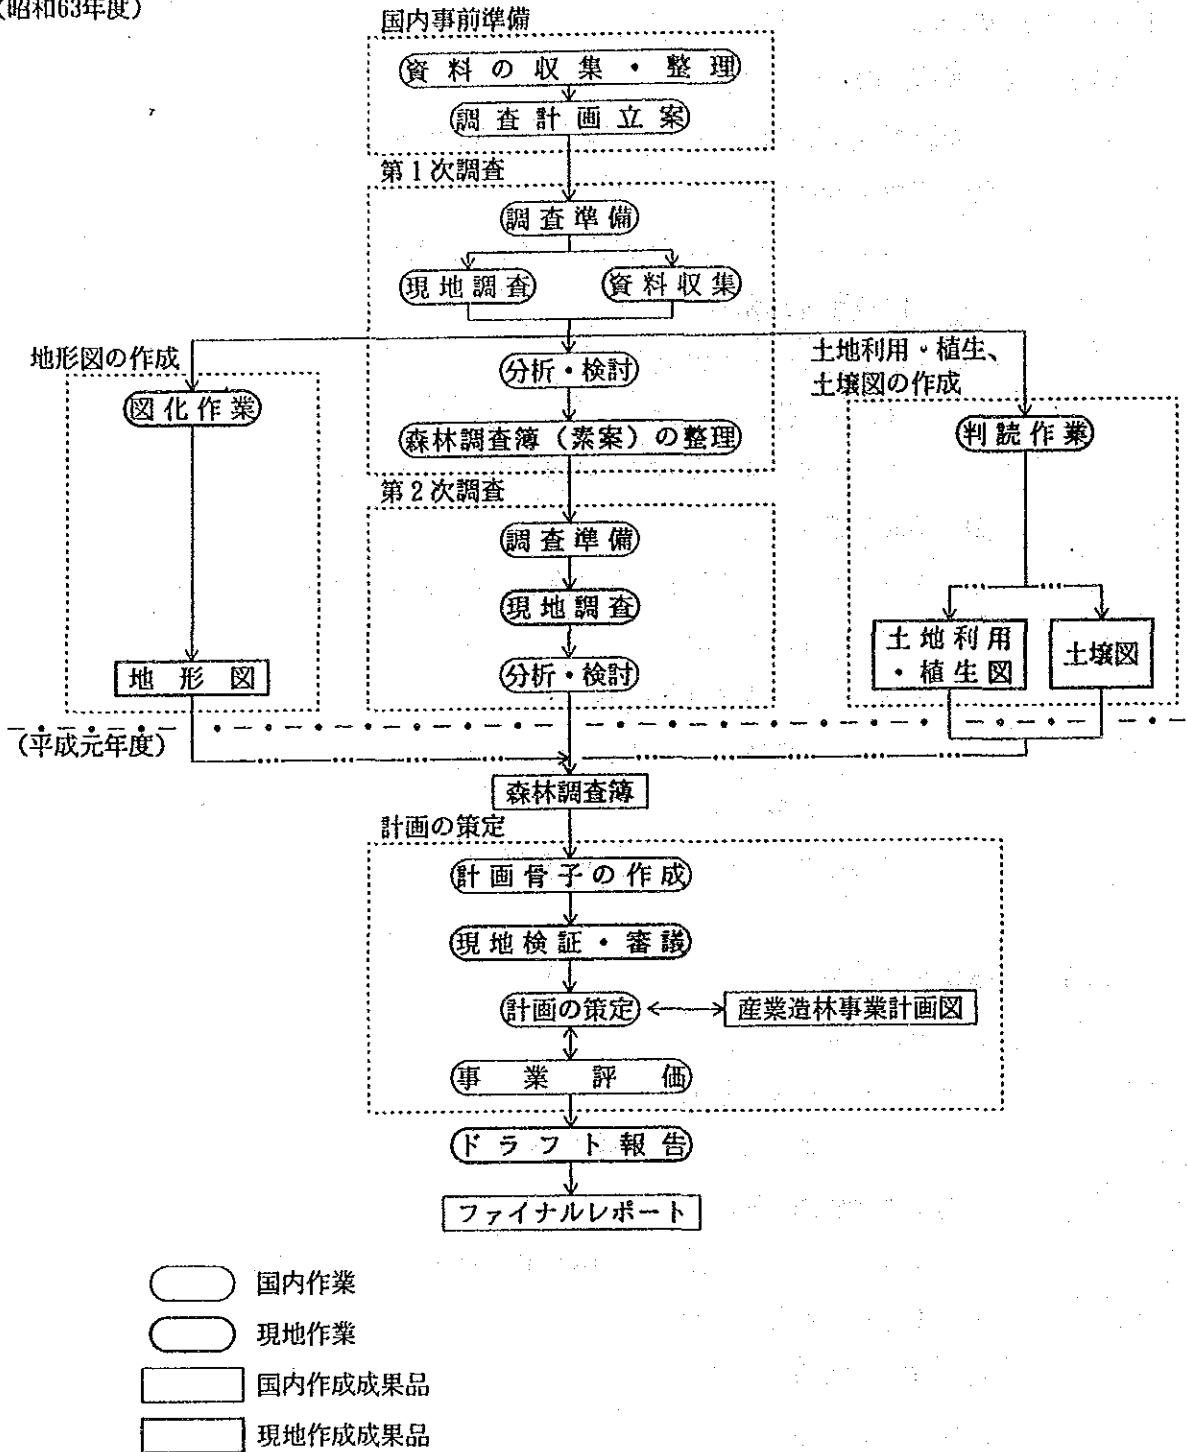 （昭和63年度）
国内事前準備
資料の収集・整理
調査計画立案
第1次調査
調査準備
現地調査
資料収集
地形図の作成
図化作業
分析・検討
森林調査簿（素案）の整理
土地利用・植生、
土壌図の作成
判読作業
第2次調査
調査準備
現地調査
分析・検討
地形図
土地利用
・植生図
土壌図
（平成元年度）
森林調査簿
計画の策定
計画骨子の作成
現地検証・審議
計画の策定
産業造林事業計画図
事業評価
ドラフト報告
ファイナルレポート
国内作業
現地作業
国内作成成果品
現地作成成果品